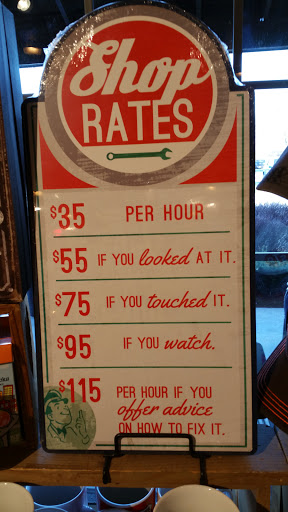 Shop
RATES
$35 PER HOUR
$55 IF YOU looked AT IT.
$75 IF YOU touched IT.
$95 IF YOU watch.
$115 PER HOUR IF YOU
offer advice
ON HOW TO FIX IT.